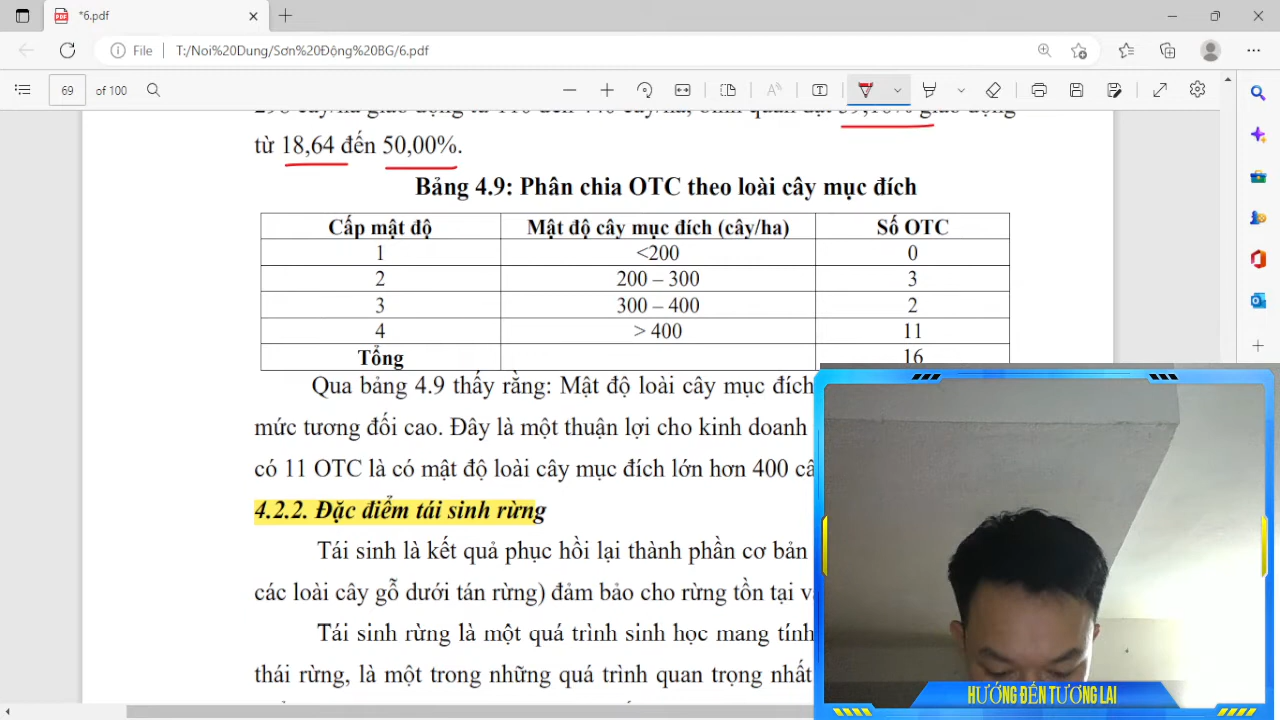 *6.pdf
File T:/Noi%20Dung/Sơn%20Động%20BG/6.pdf
69 of 100
từ 18,64 đến 50,00%.
Bảng 4.9: Phân chia OTC theo loài cây mục đích
Cấp mật độ Mật độ cây mục đích (cây/ha) Số OTC
1 <200 0
2 200 – 300 3
3 300 – 400 2
4 > 400 11
Tổng 16
Qua bảng 4.9 thấy rằng: Mật độ loài cây mục đích
mức tương đối cao. Đây là một thuận lợi cho kinh doanh
có 11 OTC là có mật độ loài cây mục đích lớn hơn 400
4.2.2. Đặc điểm tái sinh rừng
Tái sinh là kết quả phục hồi lại thành phần cơ bản
các loài cây gỗ dưới tán rừng) đảm bảo cho rừng tồn tại
Tái sinh rừng là một quá trình sinh học mang tính
thái rừng, là một trong những quá trình quan trọng nhất
HƯỚNG ĐẾN TƯƠNG LAI